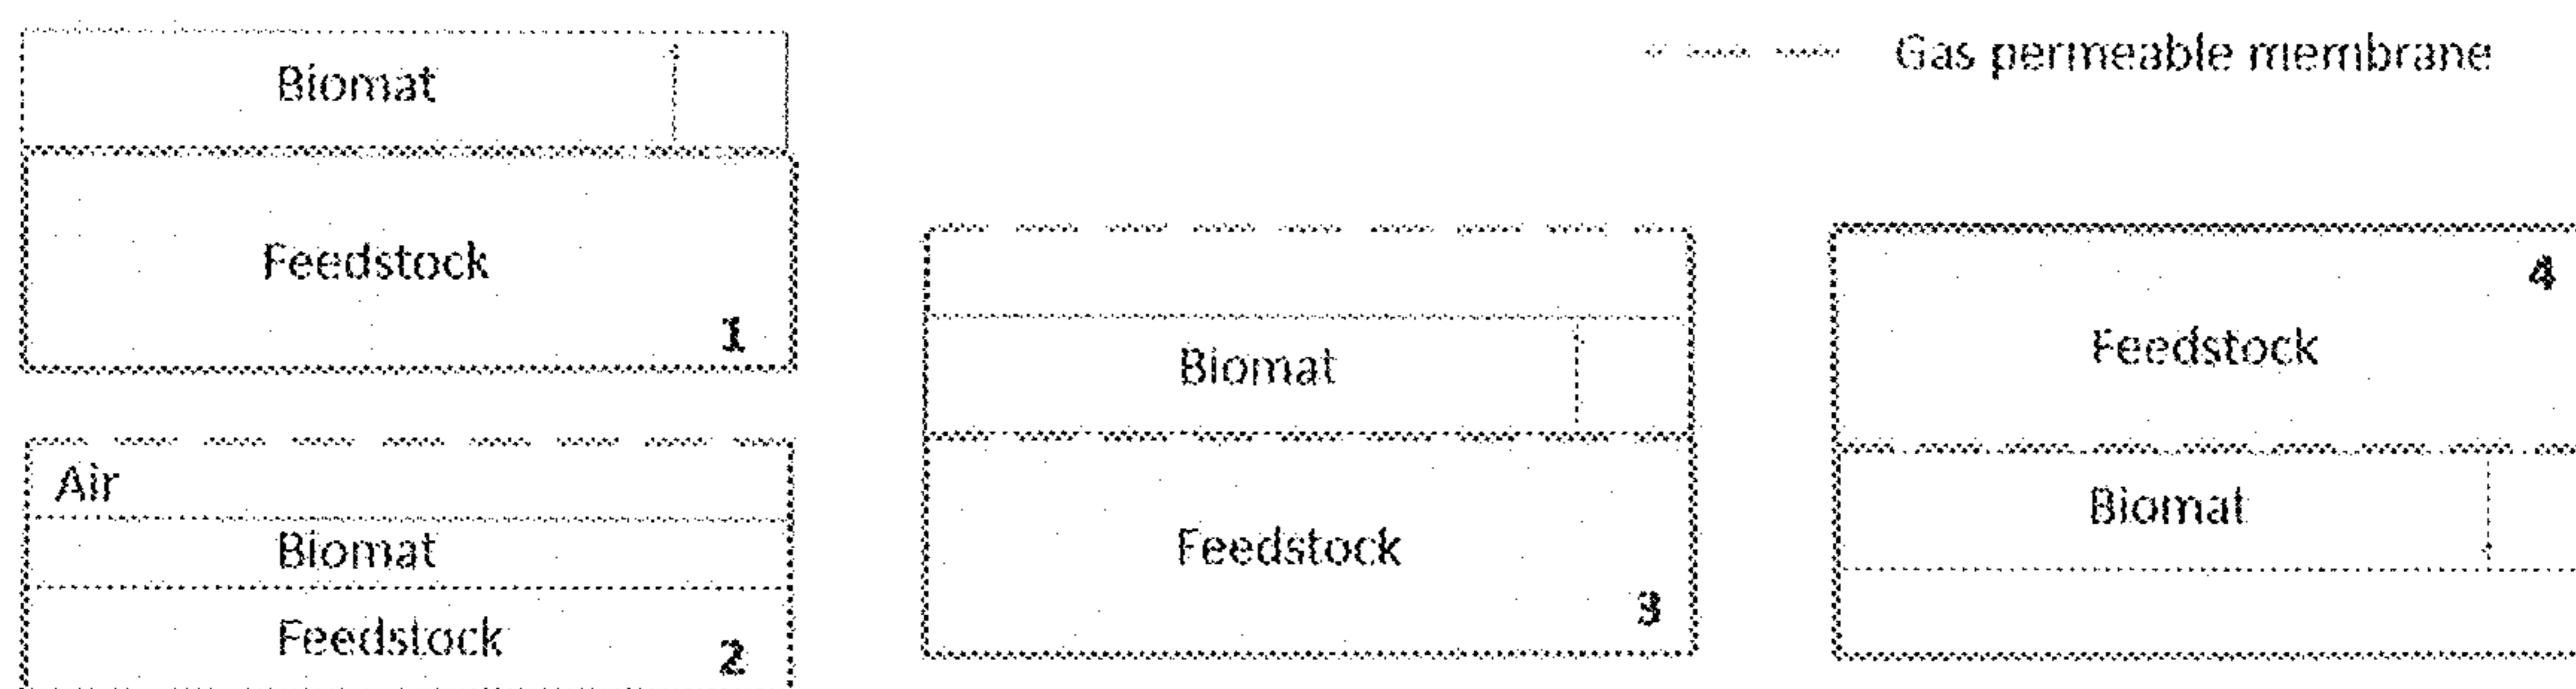 Biomat
Feedstock
1
Air
Biomat
Feedstock
2
Gas permeable membrane
Biomat
Feedstock
3
4
Feedstock
Biomat